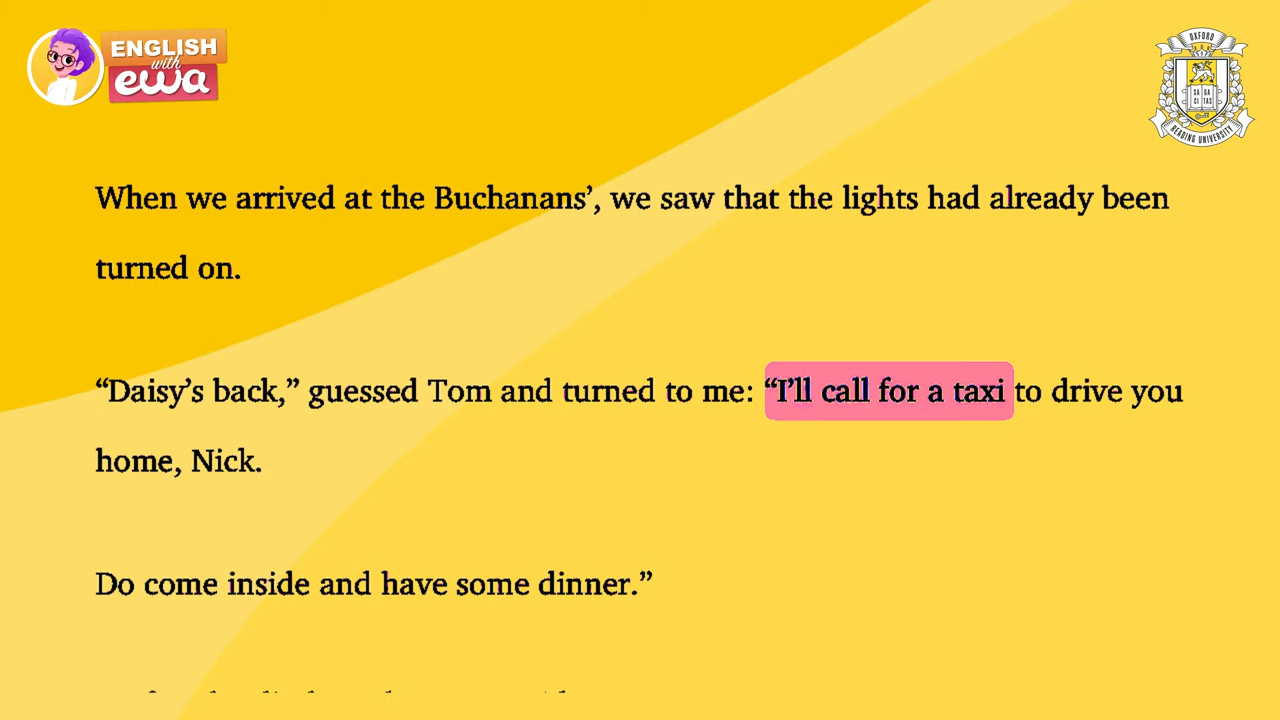 ENGLISH
with
ewa
OXFORD
SA GA
CI TAS
READING UNIVERSITY
When we arrived at the Buchanans’, we saw that the lights had already been
turned on.
“Daisy’s back,” guessed Tom and turned to me: “I’ll call for a taxi to drive you
home, Nick.
Do come inside and have some dinner.”